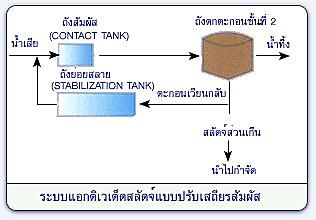 ถังสัมผัส
(CONTACT TANK)
ถังตกตะกอนขั้นที่ 2
น้ำเสีย
น้ำทิ้ง
ถังย่อยสลาย
(STABILIZATION TANK)
ตะกอนเวียนกลับ
สลัดจ์ส่วนเกิน
นำไปกำจัด
ระบบแอกติเวเต็ดสลัดจ์แบบปรับเสถียรสัมผัส